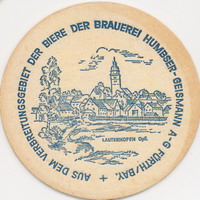 + AUS DEM VERBREITUNGSGEBIET DER BIERE DER BRAUEREI HUMBSER-GEISMANN A-G FÜRTH/BAY.
LAUTERHOFEN Opf.